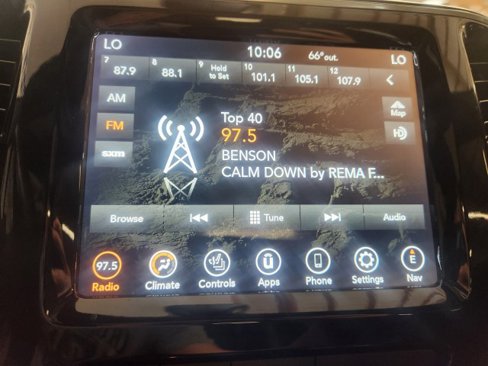 LO 10:06 66° out. LO
7 87.9 8 88.1 9 Hold to Set 10 101.1 11 105.1 12 107.9
AM
FM
sxm
Top 40
97.5
BENSON
CALM DOWN by REMA F...
Map
HD
Browse Tune Audio
97.5 E
Radio Climate Controls Apps Phone Settings Nav